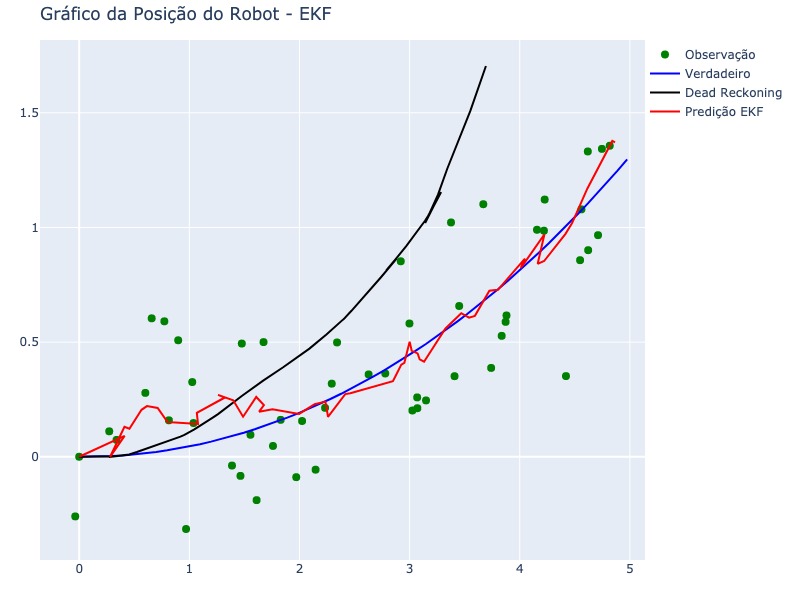 Gráfico da Posição do Robot - EKF
Observação
Verdadeiro
Dead Reckoning
Predição EKF
1.5
1
0.5
0
0 1 2 3 4 5